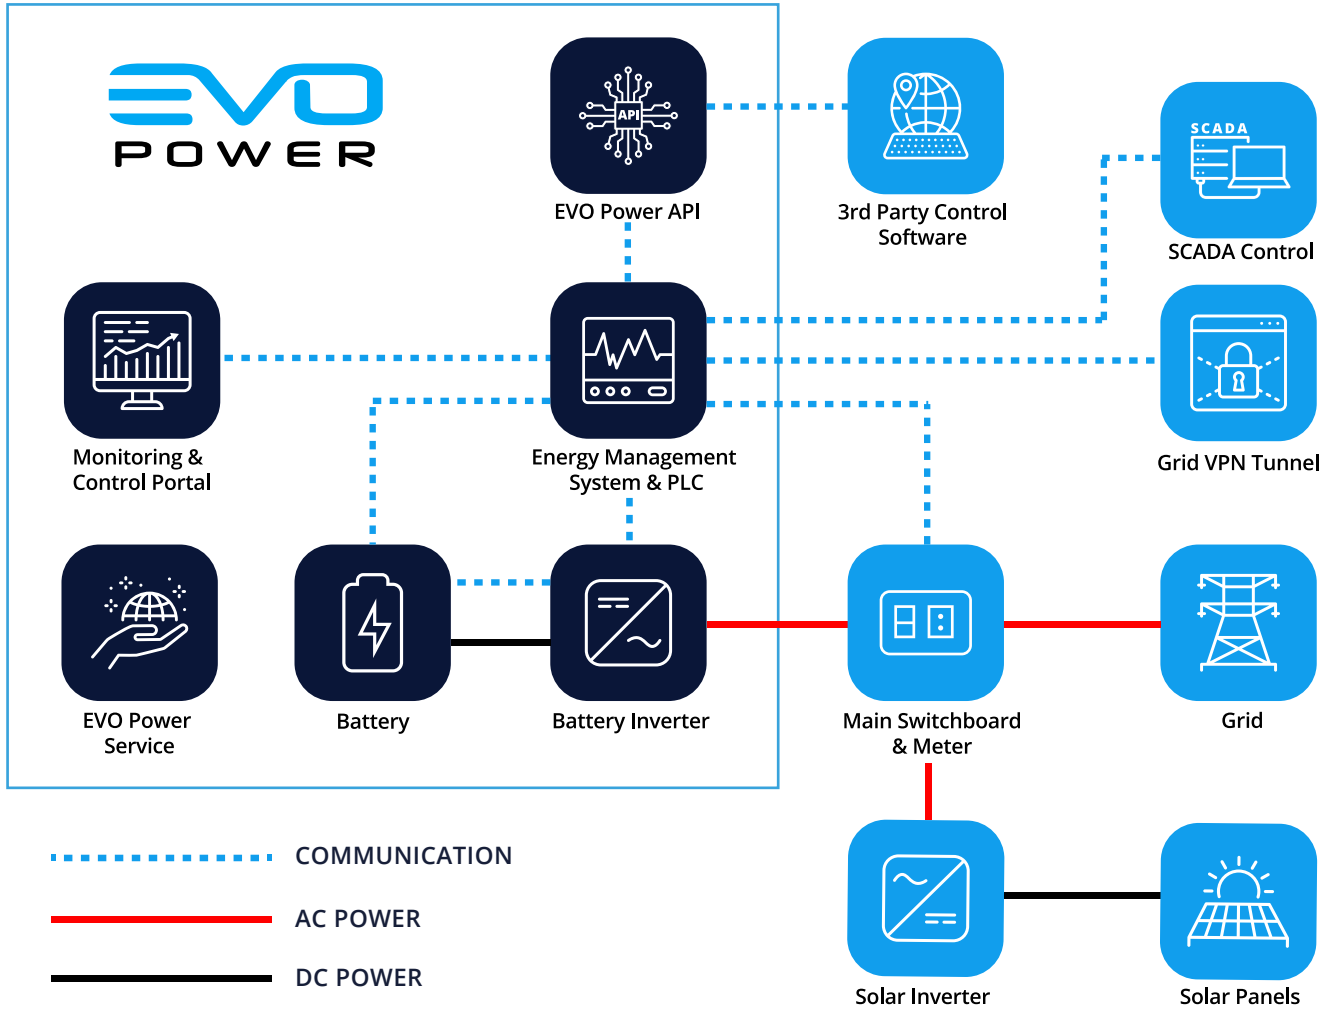 EVO
POWER
API
EVO Power API
3rd Party Control
Software
SCADA
SCADA Control
Monitoring &
Control Portal
Energy Management
System & PLC
Grid VPN Tunnel
EVO Power
Service
Battery
Battery Inverter
Main Switchboard
& Meter
Grid
COMMUNICATION
AC POWER
DC POWER
Solar Inverter
Solar Panels